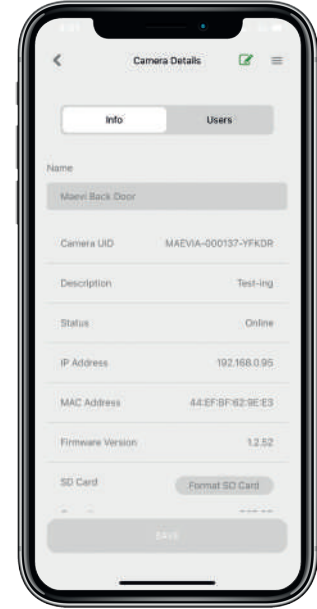 Camera Details
Info Users
Name
Maevi Back Door
Camera UID MAEVIA-000137-YFKDR
Description Test-ing
Status Online
IP Address 192.168.0.95
MAC Address 44:EF:BF:62:9E:E3
Firmware Version 1.2.52
SD Card Format SD Card
SAVE